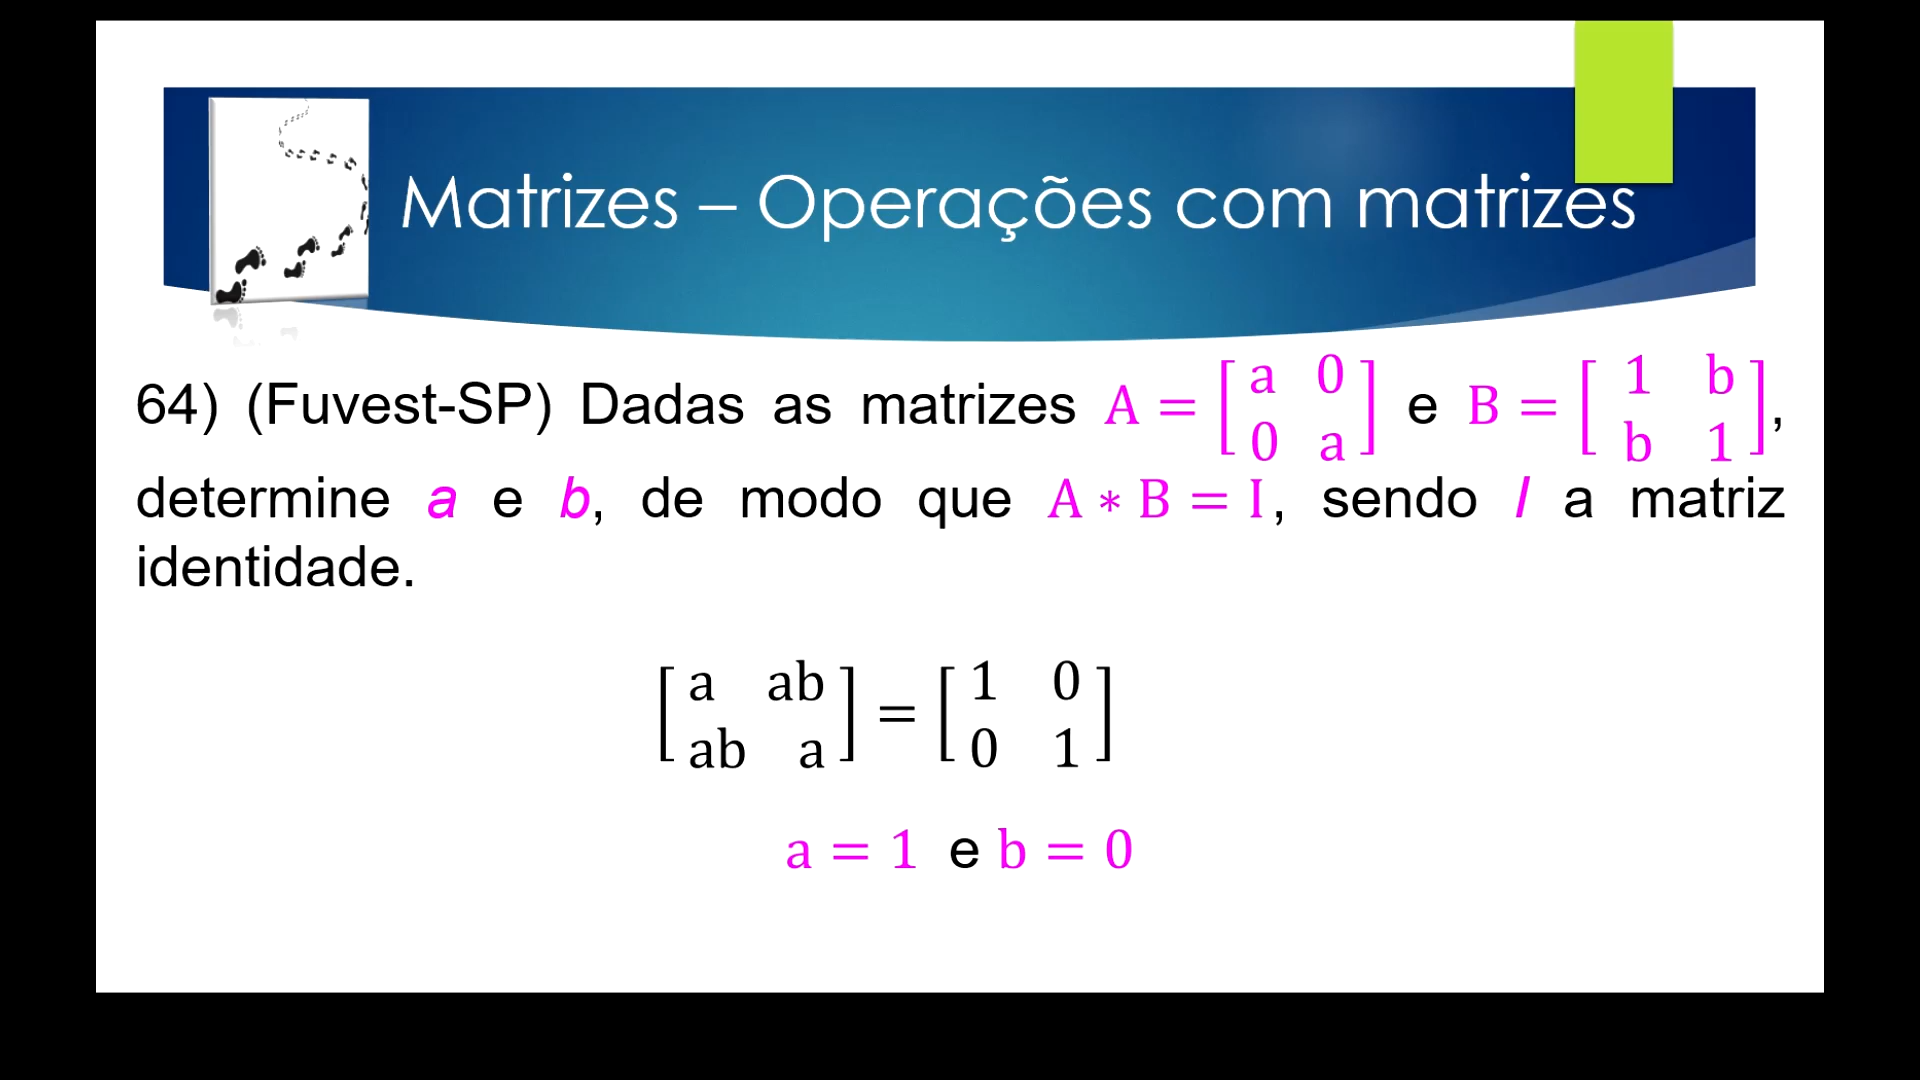 Matrizes – Operações com matrizes
64) (Fuvest-SP) Dadas as matrizes A = [a 0; 0 a] e B = [1 b; b 1],
determine a e b, de modo que A ∗ B = I, sendo I a matriz
identidade.
[a ab; ab a] = [1 0; 0 1]
a = 1 e b = 0